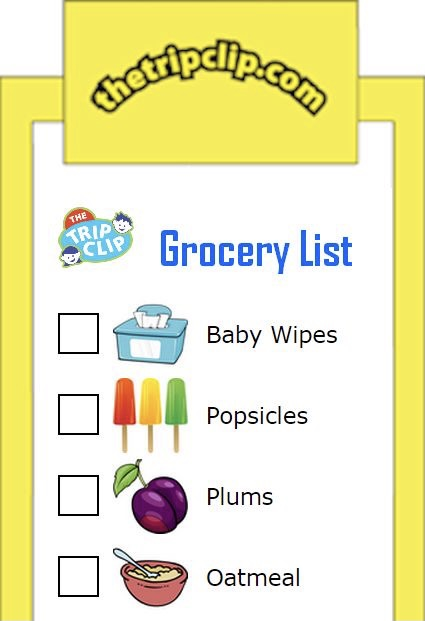 thetripclip.com
THE
TRIP
CLIP
Grocery List
Baby Wipes
Popsicles
Plums
Oatmeal